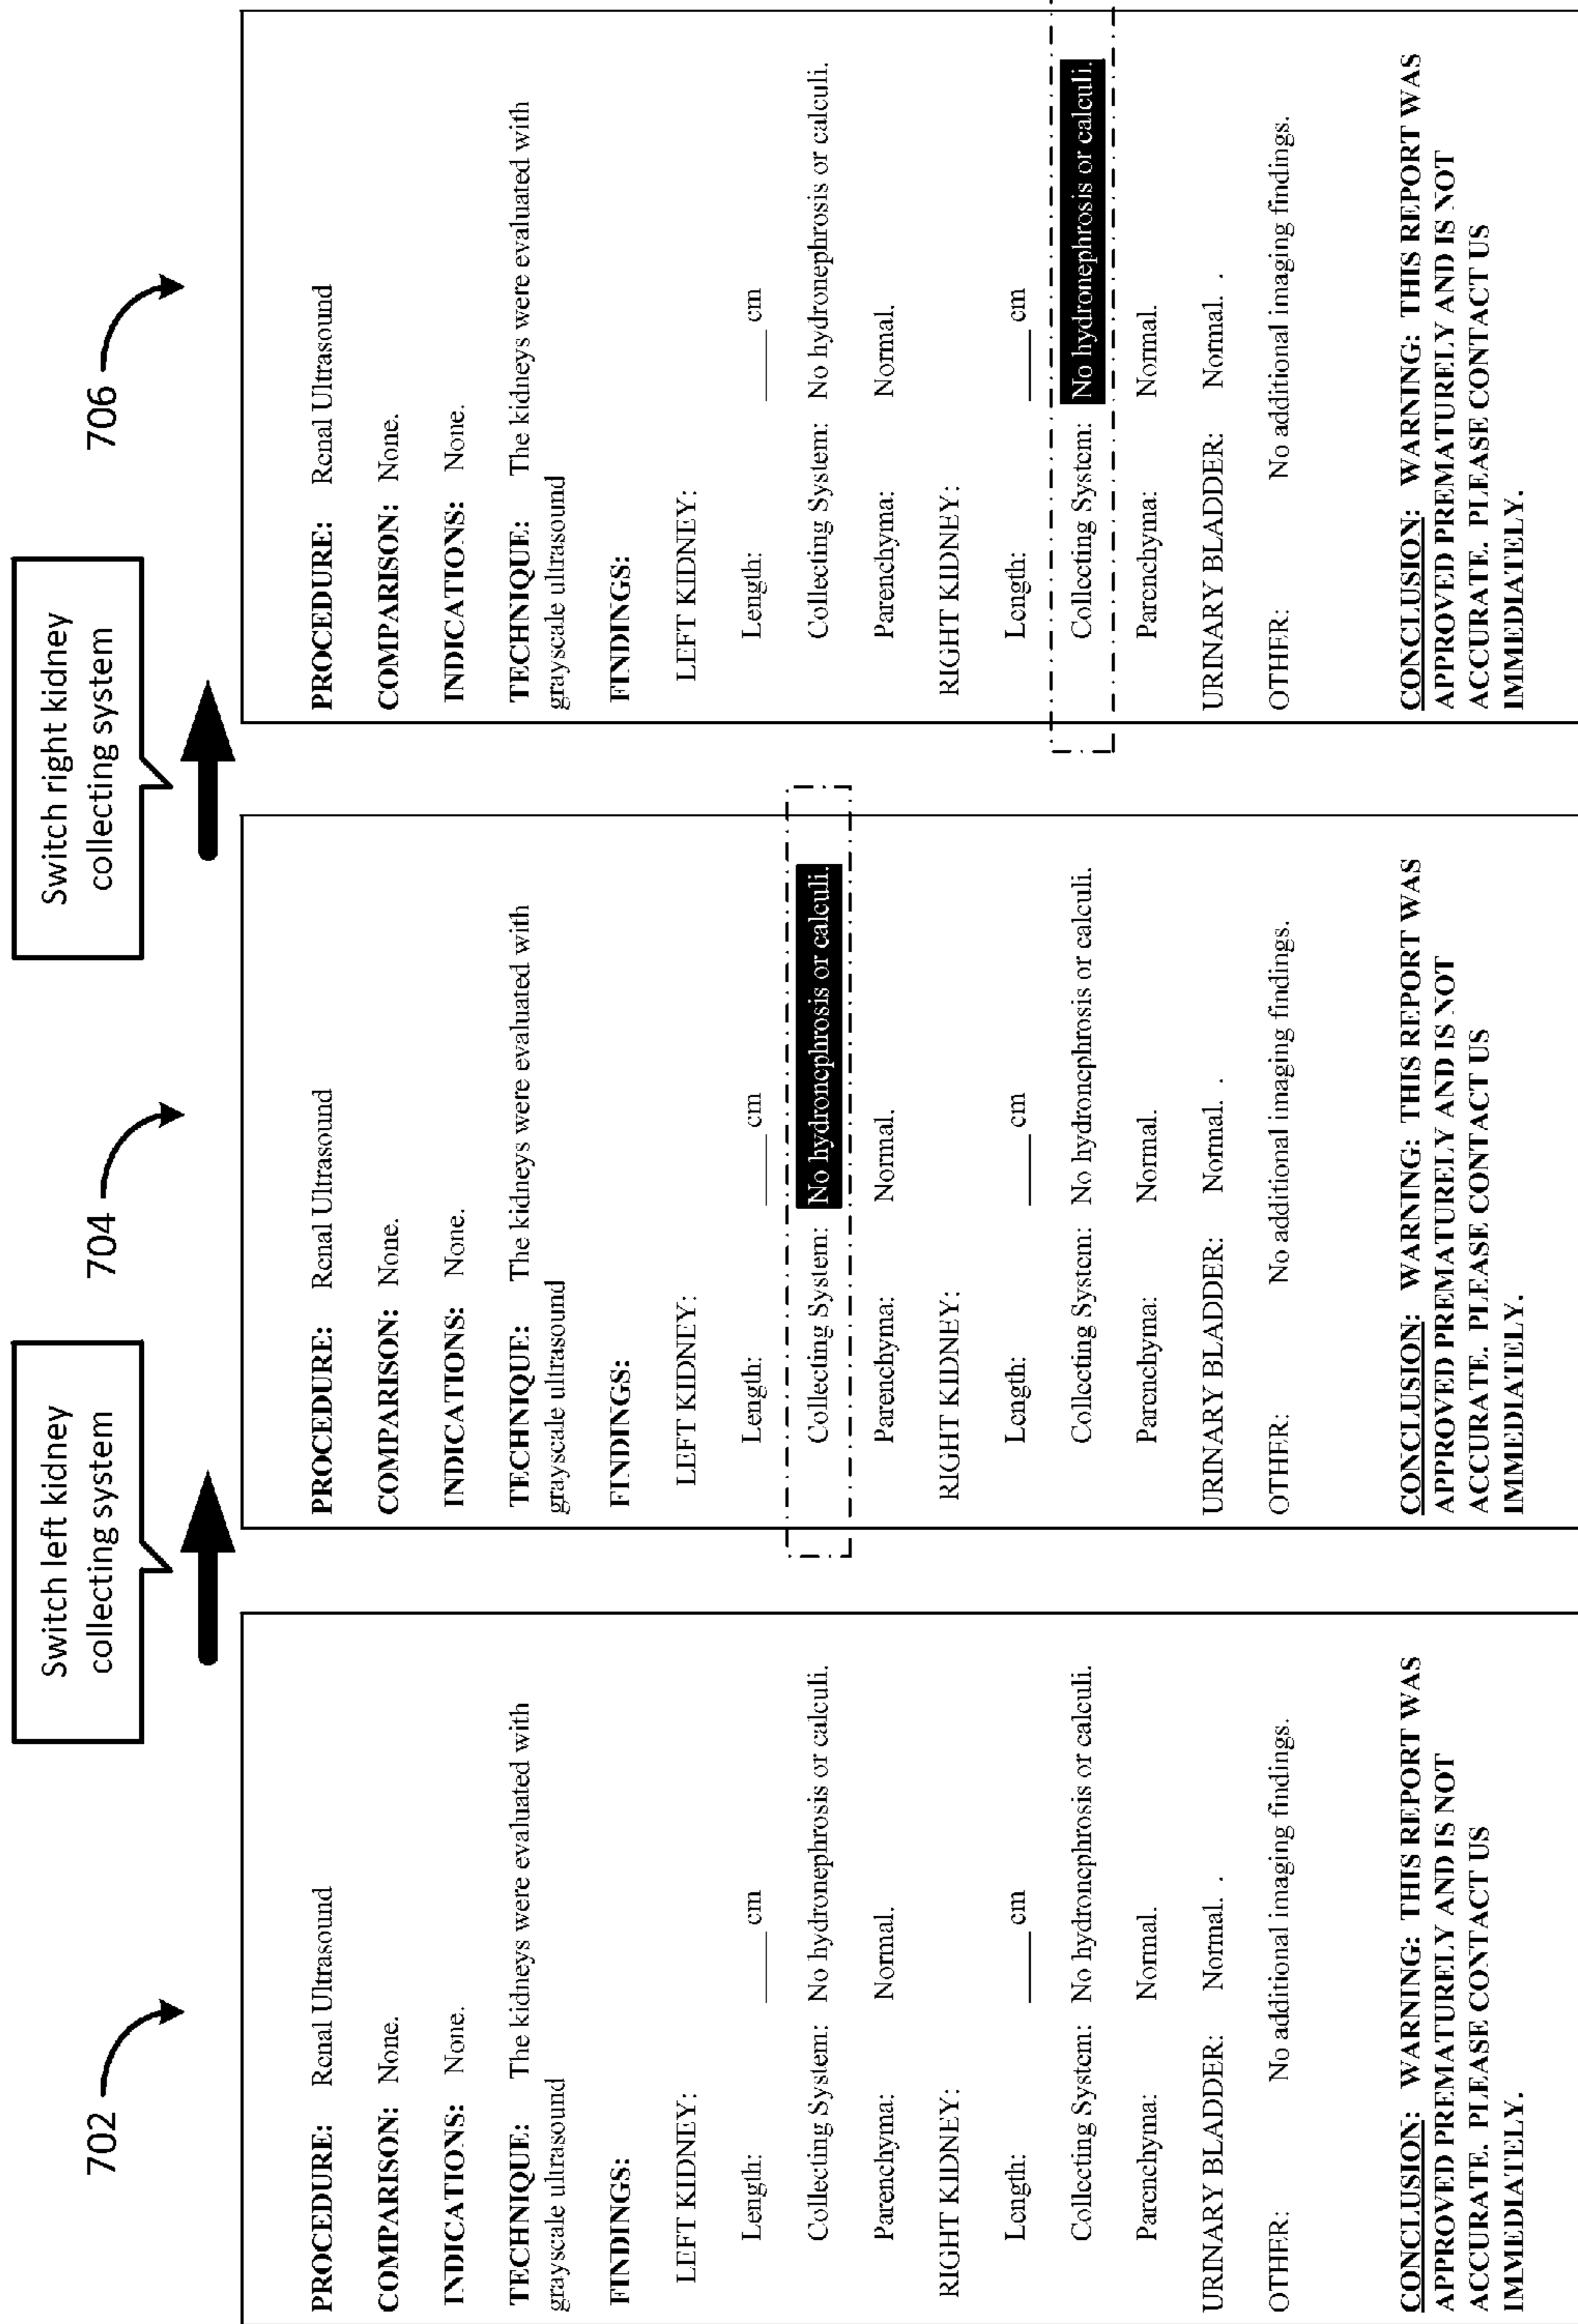 702
PROCEDURE: Renal Ultrasound
COMPARISON: None.
INDICATIONS: None.
TECHNIQUE: The kidneys were evaluated with
grayscale ultrasound
FINDINGS:
LEFT KIDNEY:
Length: ____ cm
Collecting System: No hydronephrosis or calculi.
Parenchyma: Normal.
RIGHT KIDNEY:
Length: ____ cm
Collecting System: No hydronephrosis or calculi.
Parenchyma: Normal.
URINARY BLADDER: Normal. .
OTHER: No additional imaging findings.
CONCLUSION: WARNING: THIS REPORT WAS
APPROVED PREMATURELY AND IS NOT
ACCURATE. PLEASE CONTACT US
IMMEDIATELY.
Switch left kidney
collecting system
704
PROCEDURE: Renal Ultrasound
COMPARISON: None.
INDICATIONS: None.
TECHNIQUE: The kidneys were evaluated with
grayscale ultrasound
FINDINGS:
LEFT KIDNEY:
Length: ____ cm
Collecting System: No hydronephrosis or calculi.
Parenchyma: Normal.
RIGHT KIDNEY:
Length: ____ cm
Collecting System: No hydronephrosis or calculi.
Parenchyma: Normal.
URINARY BLADDER: Normal. .
OTHER: No additional imaging findings.
CONCLUSION: WARNING: THIS REPORT WAS
APPROVED PREMATURELY AND IS NOT
ACCURATE. PLEASE CONTACT US
IMMEDIATELY.
Switch right kidney
collecting system
706
PROCEDURE: Renal Ultrasound
COMPARISON: None.
INDICATIONS: None.
TECHNIQUE: The kidneys were evaluated with
grayscale ultrasound
FINDINGS:
LEFT KIDNEY:
Length: ____ cm
Collecting System: No hydronephrosis or calculi.
Parenchyma: Normal.
RIGHT KIDNEY:
Length: ____ cm
Collecting System: No hydronephrosis or calculi.
Parenchyma: Normal.
URINARY BLADDER: Normal. .
OTHER: No additional imaging findings.
CONCLUSION: WARNING: THIS REPORT WAS
APPROVED PREMATURELY AND IS NOT
ACCURATE. PLEASE CONTACT US
IMMEDIATELY.